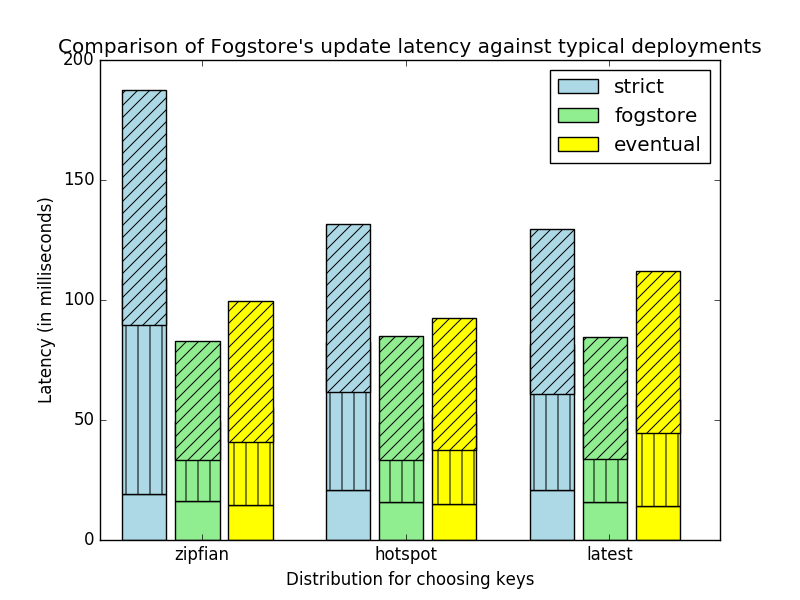 Comparison of Fogstore's update latency against typical deployments
strict
fogstore
eventual
200
150
100
50
0
Latency (in milliseconds)
zipfian hotspot latest
Distribution for choosing keys